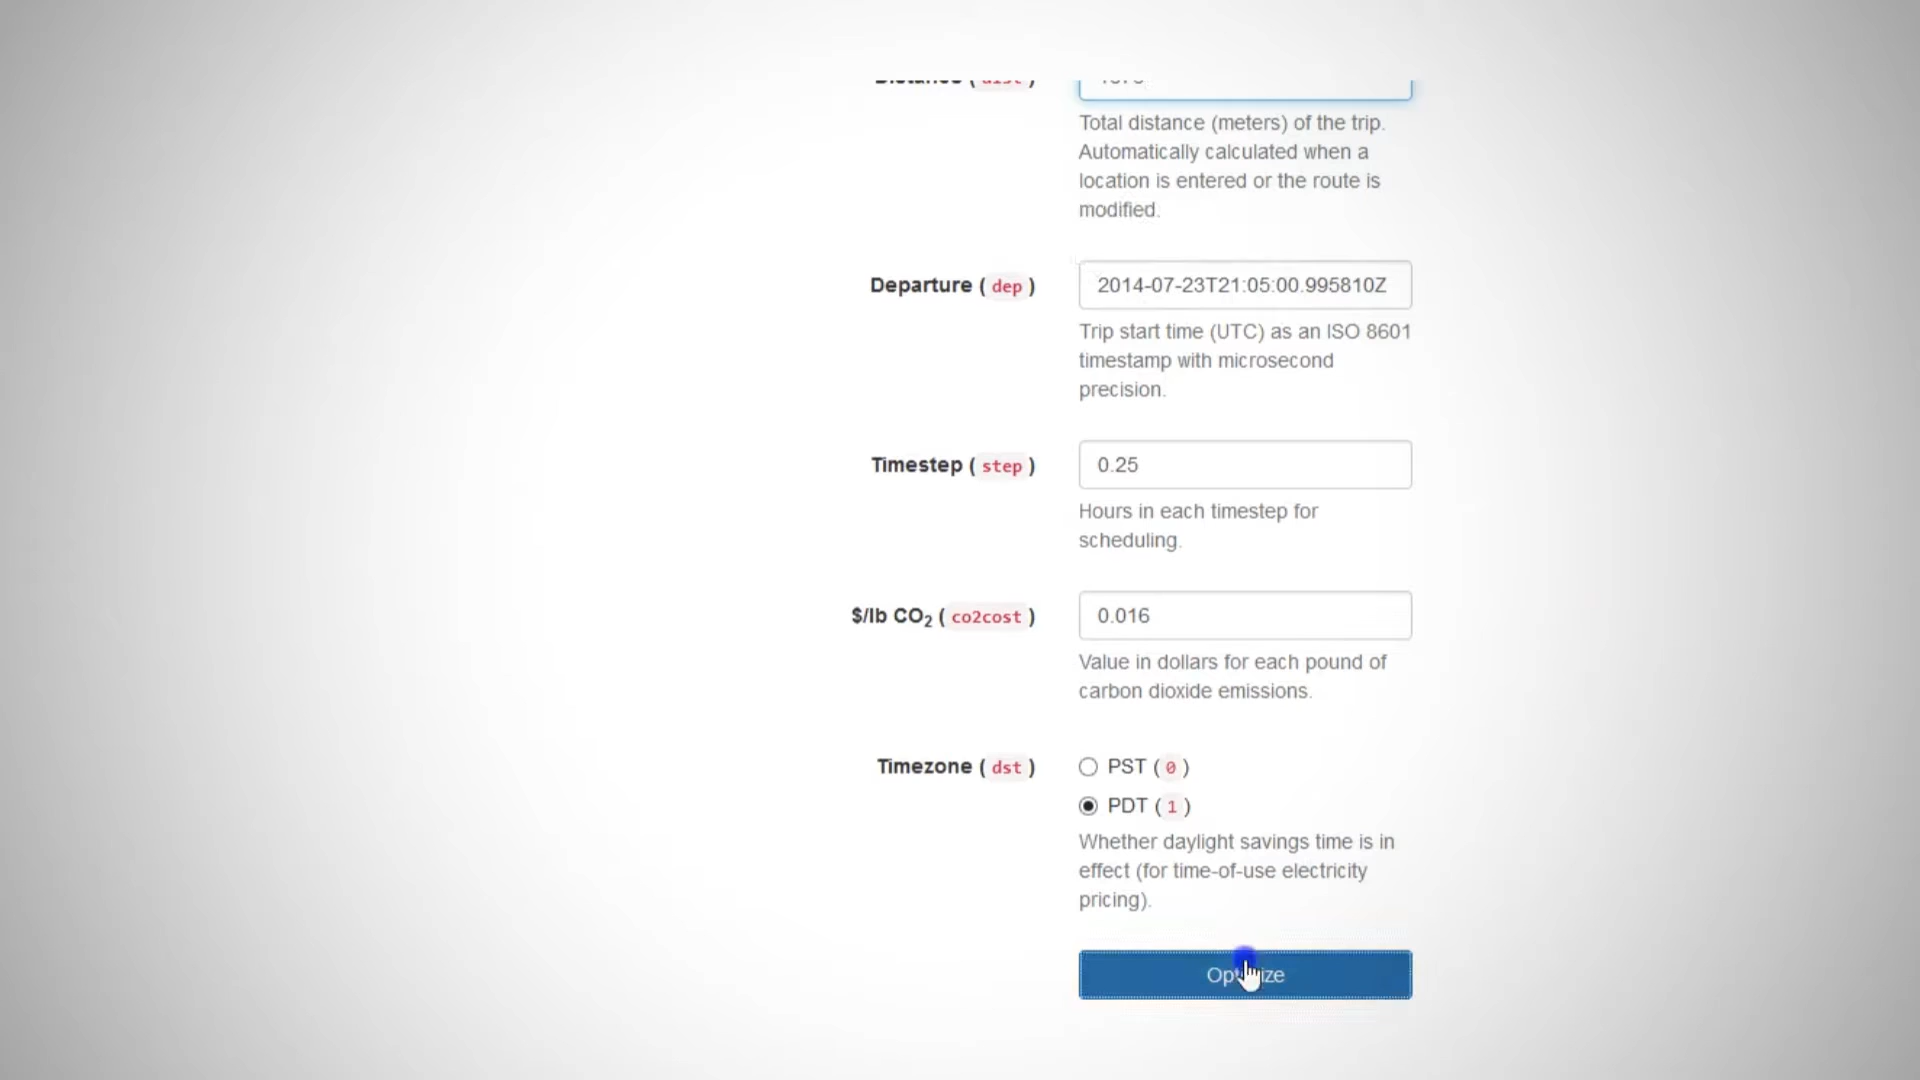 Total distance (meters) of the trip.
Automatically calculated when a
location is entered or the route is
modified.
Departure ( dep )
2014-07-23T21:05:00.995810Z
Trip start time (UTC) as an ISO 8601
timestamp with microsecond
precision.
Timestep ( step )
0.25
Hours in each timestep for
scheduling.
$/lb CO₂ ( co2cost )
0.016
Value in dollars for each pound of
carbon dioxide emissions.
Timezone ( dst )
PST ( 0 )
PDT ( 1 )
Whether daylight savings time is in
effect (for time-of-use electricity
pricing).
Optimize